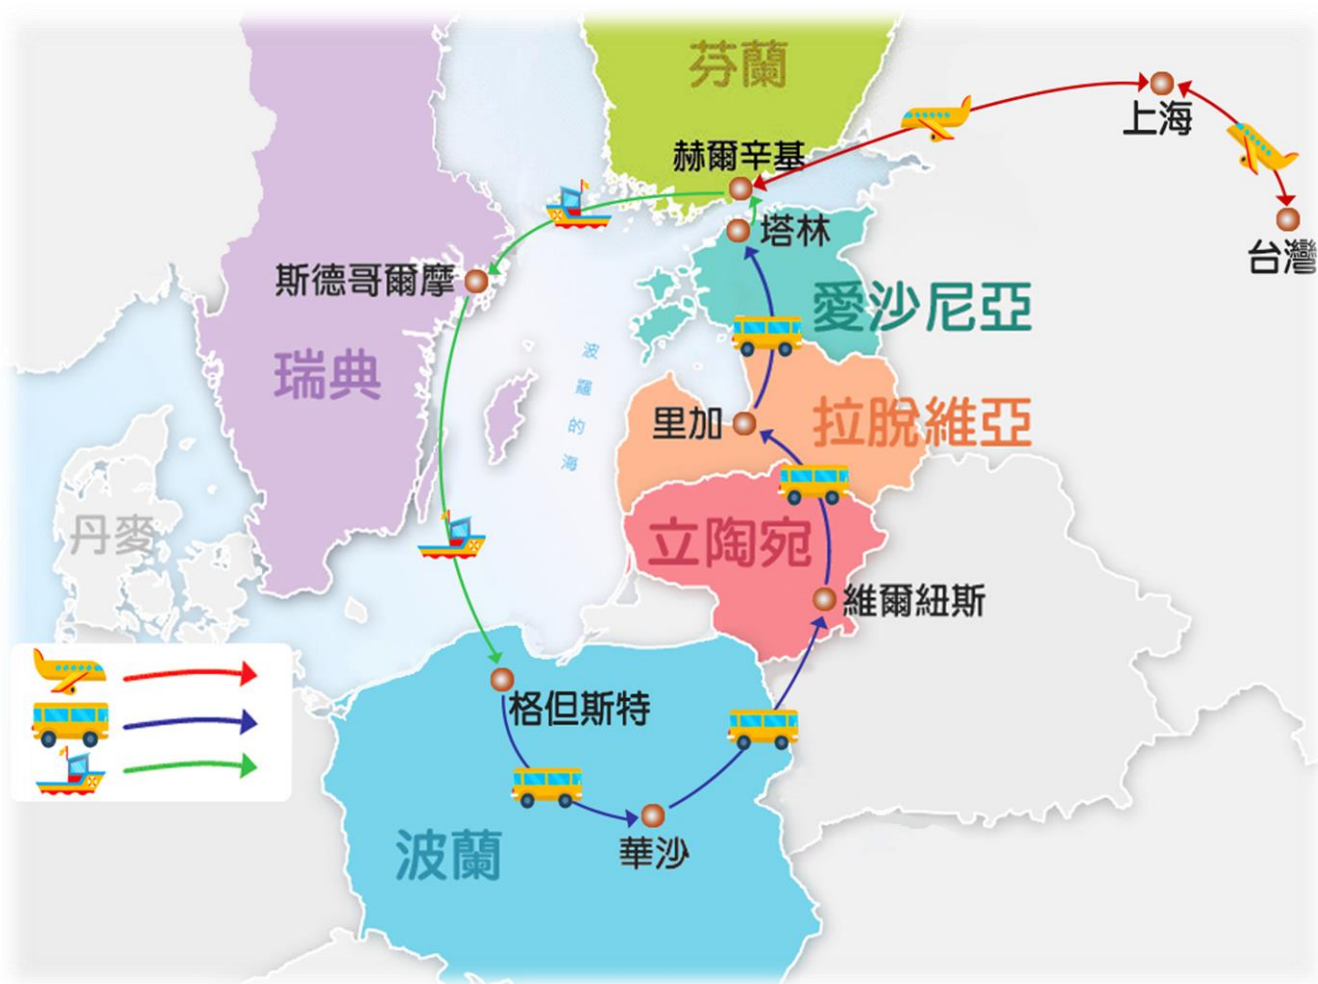 芬蘭
上海
赫爾辛基
塔林
台灣
斯德哥爾摩
愛沙尼亞
瑞典
波
羅
的
海
里加
拉脫維亞
丹麥
立陶宛
維爾紐斯
格但斯特
波蘭
華沙